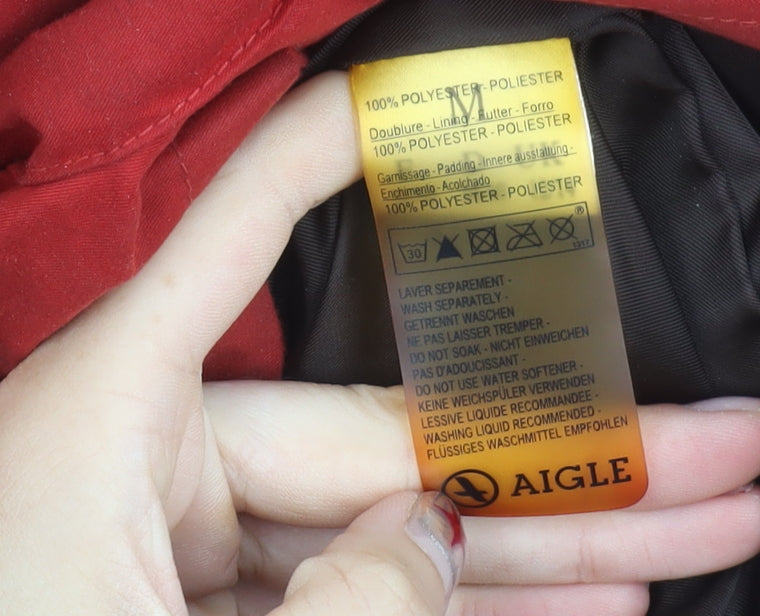 100% POLYESTER - POLIESTER
M
Doublure - Lining - Futter - Forro
100% POLYESTER - POLIESTER
Garnissage - Padding - Innere ausstallung -
Enchimento - Acolchado
100% POLYESTER - POLIESTER
30
®
1317
LAVER SEPAREMENT -
WASH SEPARATELY -
GETRENNT WASCHEN
NE PAS LAISSER TREMPER -
DO NOT SOAK - NICHT EINWEICHEN
PAS D'ADOUCISSANT -
DO NOT USE WATER SOFTENER -
KEINE WEICHSPÜLER VERWENDEN
LESSIVE LIQUIDE RECOMMANDEE -
WASHING LIQUID RECOMMENDED -
FLÜSSIGES WASCHMITTEL EMPFOHLEN
AIGLE